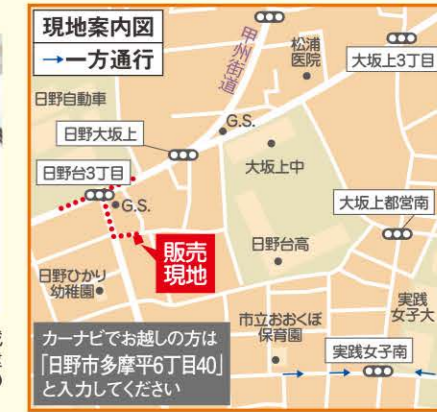 現地案内図
→一方通行
甲州街道
松浦
医院
大坂上3丁目
日野自動車
G.S.
日野大坂上
大坂上中
日野台3丁目
G.S.
大坂上都営南
販売
現地
日野台高
日野ひかり
幼稚園
実践
女子大
市立おおくぼ
保育園
カーナビでお越しの方は
「日野市多摩平6丁目40」
と入力してください
実践女子南